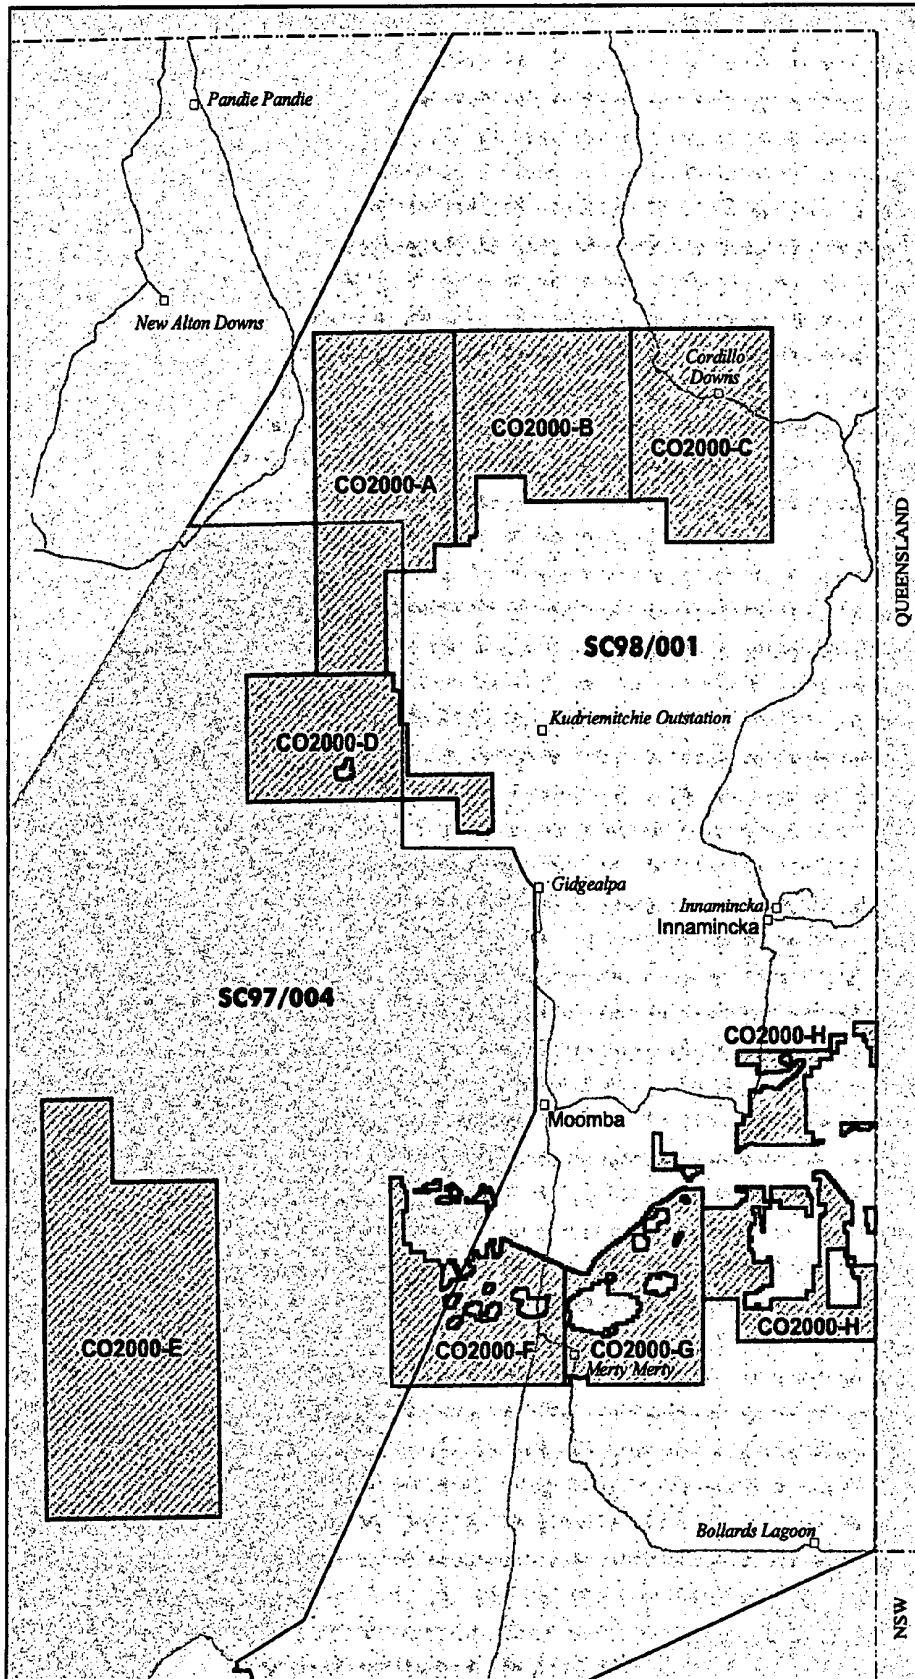 Pandie Pandie
New Alton Downs
Cordillo
Downs
CO2000-B
CO2000-C
CO2000-A
QUEENSLAND
SC98/001
Kudriemitchie Outstation
CO2000-D
Gidgealpa
Innamincka
Innamincka
SC97/004
CO2000-H
Moomba
CO2000-H
CO2000-E
CO2000-F
CO2000-G
Merty Merty
Bollards Lagoon
NSW